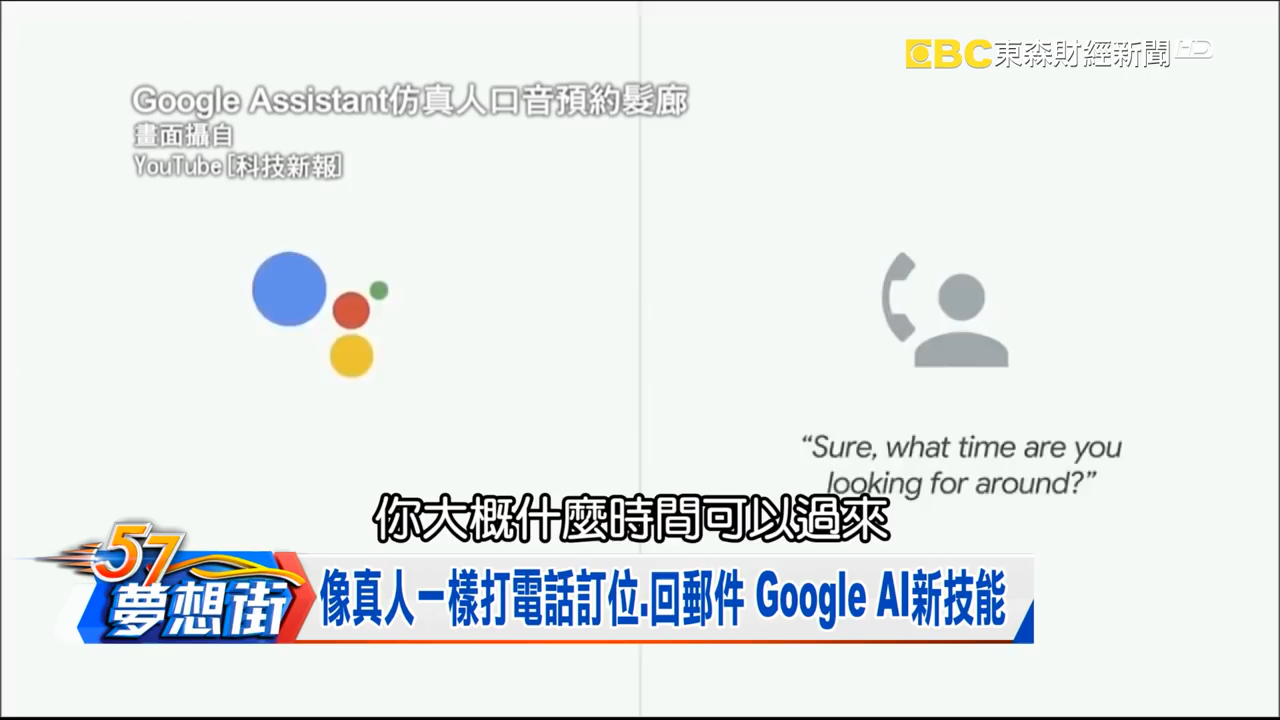 EBC東森財經新聞HD
Google Assistant仿真人口音預約髮廊
畫面攝自
YouTube [科技新報]
“Sure, what time are you
looking for around?”
你大概什麼時間可以過來
57
夢想街
像真人一樣打電話訂位.回郵件 Google AI新技能